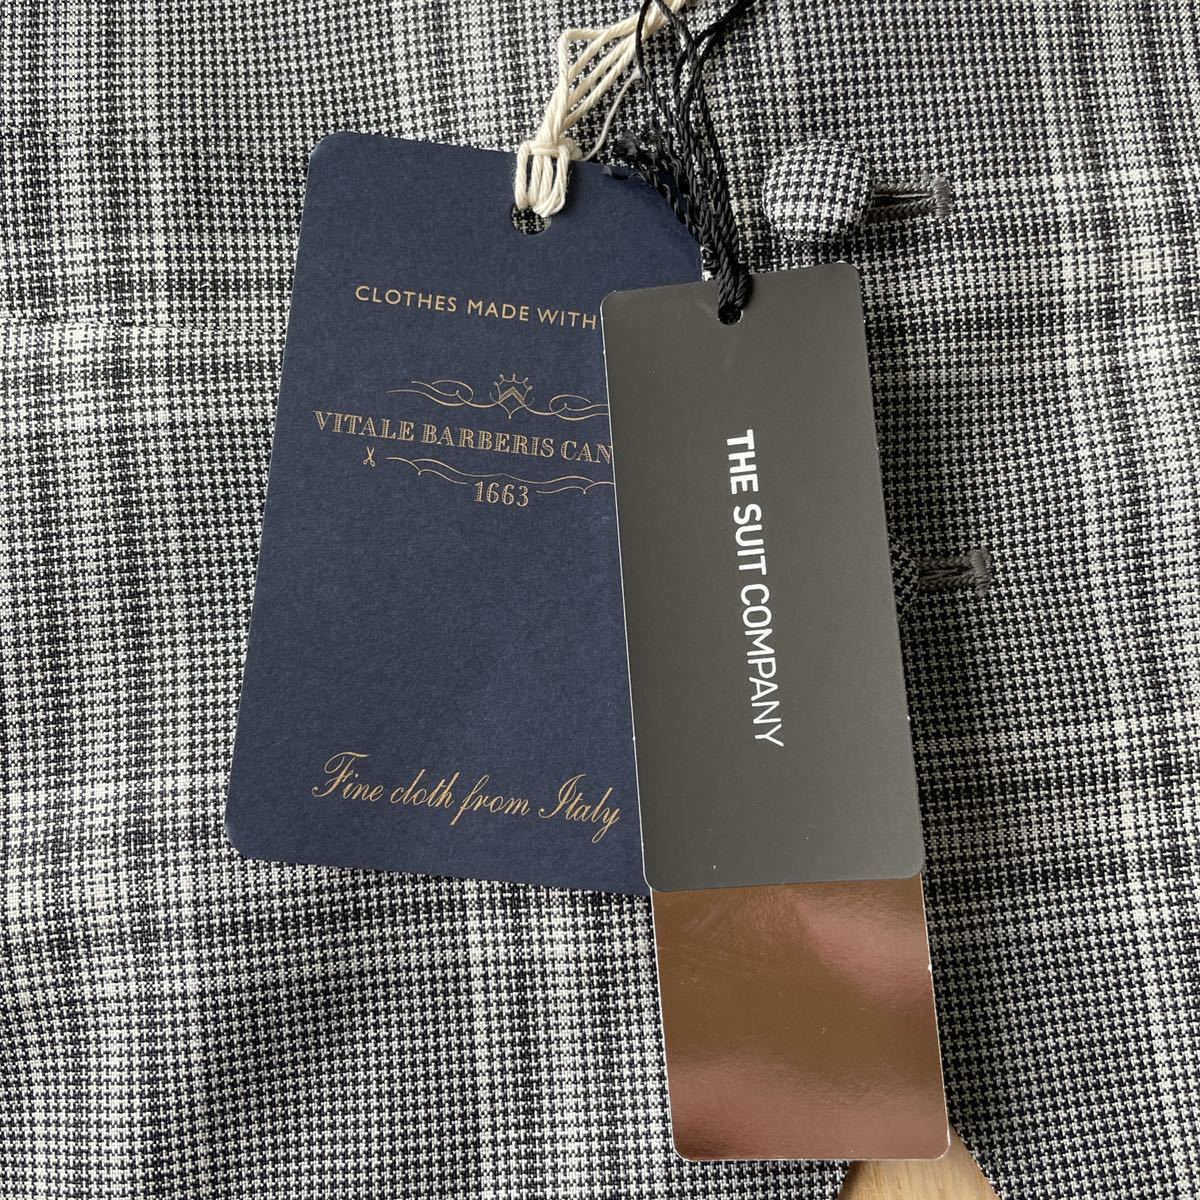 CLOTHES MADE WITH
VITALE BARBERIS CAN
1663
Fine cloth from Italy
THE SUIT COMPANY